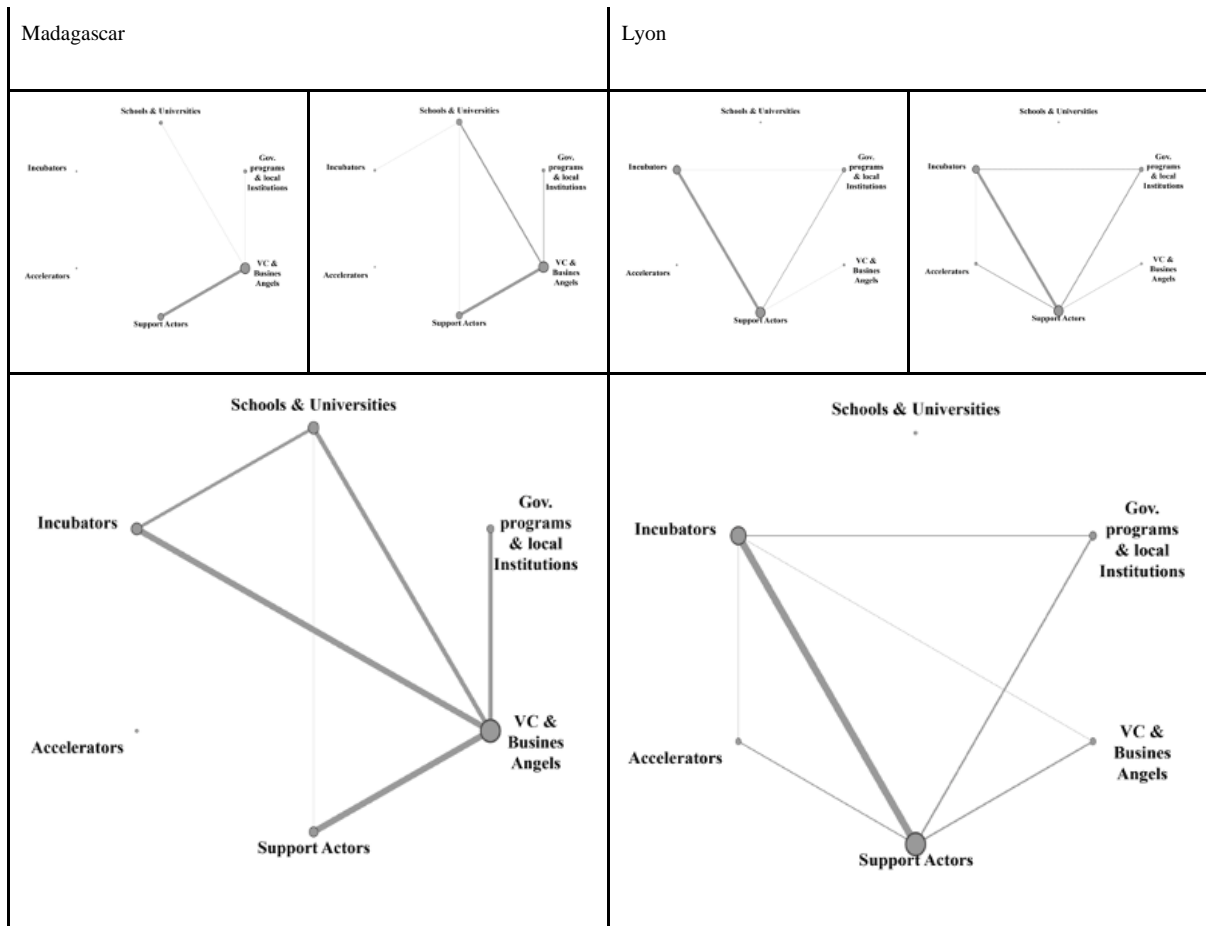 Madagascar
Lyon
Schools & Universities
Incubators
Gov.
programs
& local
Institutions
Accelerators
VC &
Busines
Angels
Support Actors
Schools & Universities
Incubators
Gov.
programs
& local
Institutions
Accelerators
VC &
Busines
Angels
Support Actors
Schools & Universities
Incubators
Gov.
programs
& local
Institutions
Accelerators
VC &
Busines
Angels
Support Actors
Schools & Universities
Incubators
Gov.
programs
& local
Institutions
Accelerators
VC &
Busines
Angels
Support Actors
Schools & Universities
Incubators
Gov.
programs
& local
Institutions
Accelerators
VC &
Busines
Angels
Support Actors
Schools & Universities
Incubators
Gov.
programs
& local
Institutions
Accelerators
VC &
Busines
Angels
Support Actors